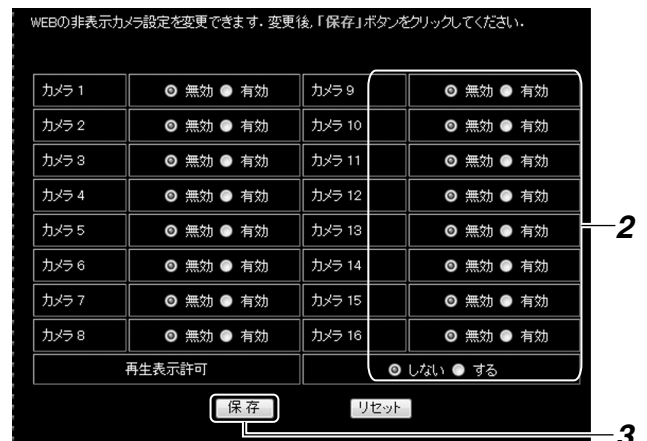 WEBの非表示カメラ設定を変更できます．変更後，「保存」ボタンをクリックしてください．
カメラ 1 無効 有効 カメラ 9 無効 有効
カメラ 2 無効 有効 カメラ 10 無効 有効
カメラ 3 無効 有効 カメラ 11 無効 有効
カメラ 4 無効 有効 カメラ 12 無効 有効
カメラ 5 無効 有効 カメラ 13 無効 有効
カメラ 6 無効 有効 カメラ 14 無効 有効
カメラ 7 無効 有効 カメラ 15 無効 有効
カメラ 8 無効 有効 カメラ 16 無効 有効
再生表示許可 しない する
保存 リセット
2
3